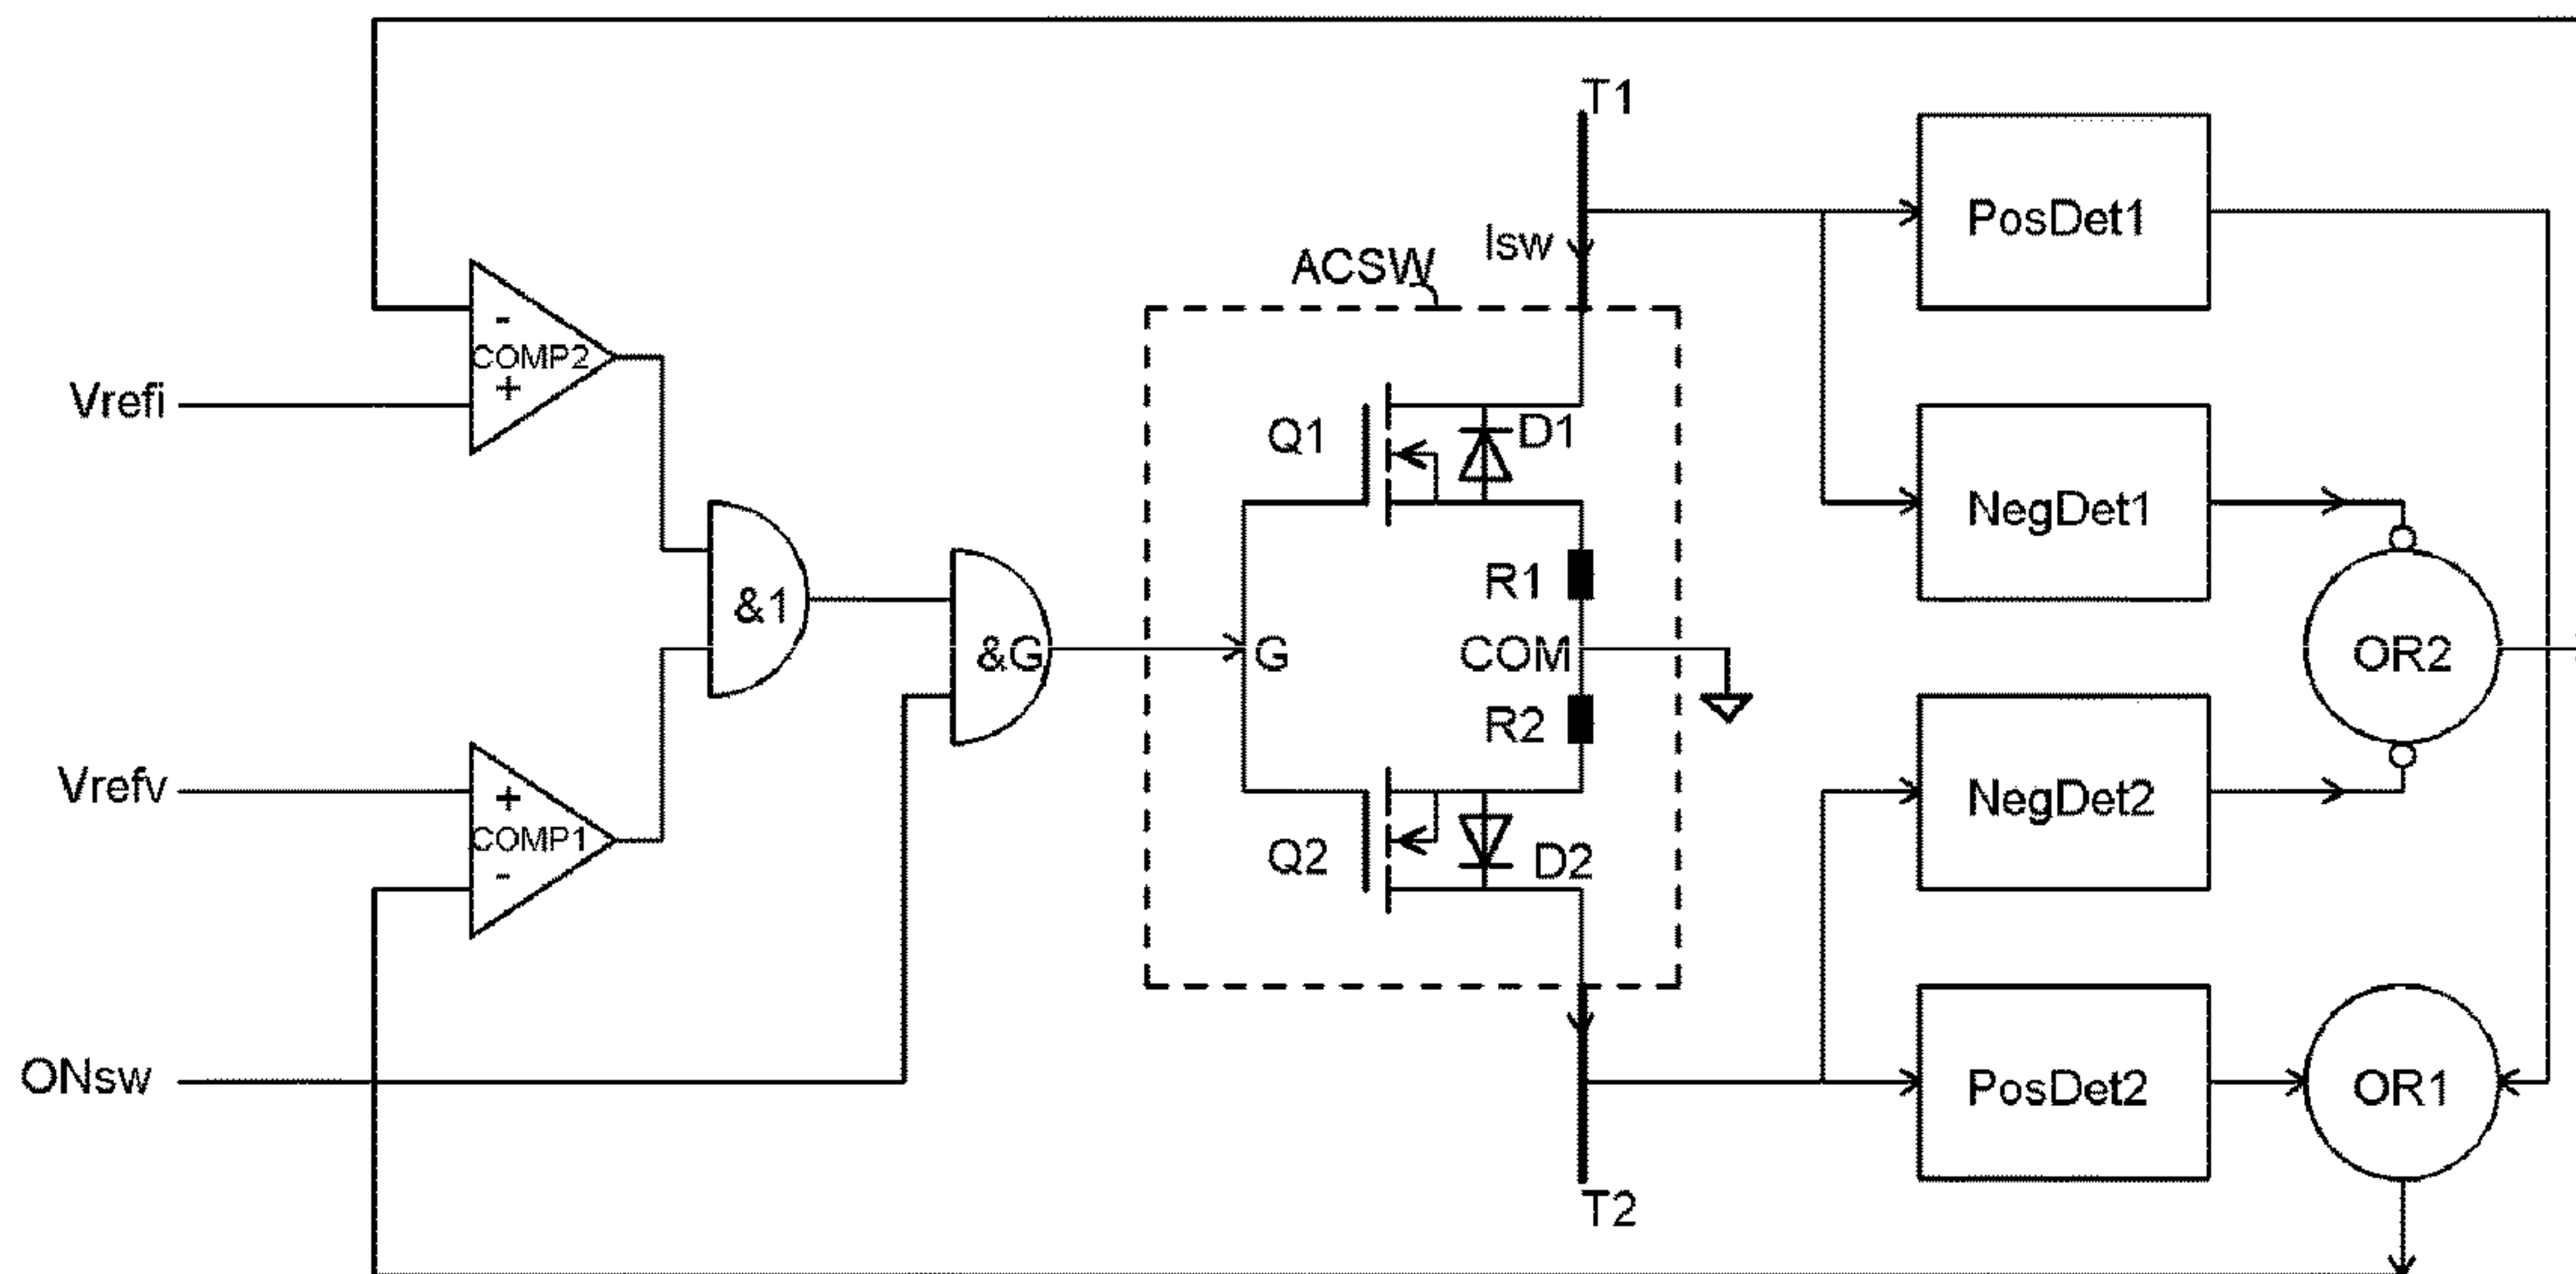 T1
PosDet1
Isw
ACSW
-
COMP2
+
Vrefi
Q1
D1
NegDet1
R1
&1
&G
G
COM
OR2
R2
Vrefv
+
COMP1
-
NegDet2
Q2
D2
ONsw
PosDet2
OR1
T2